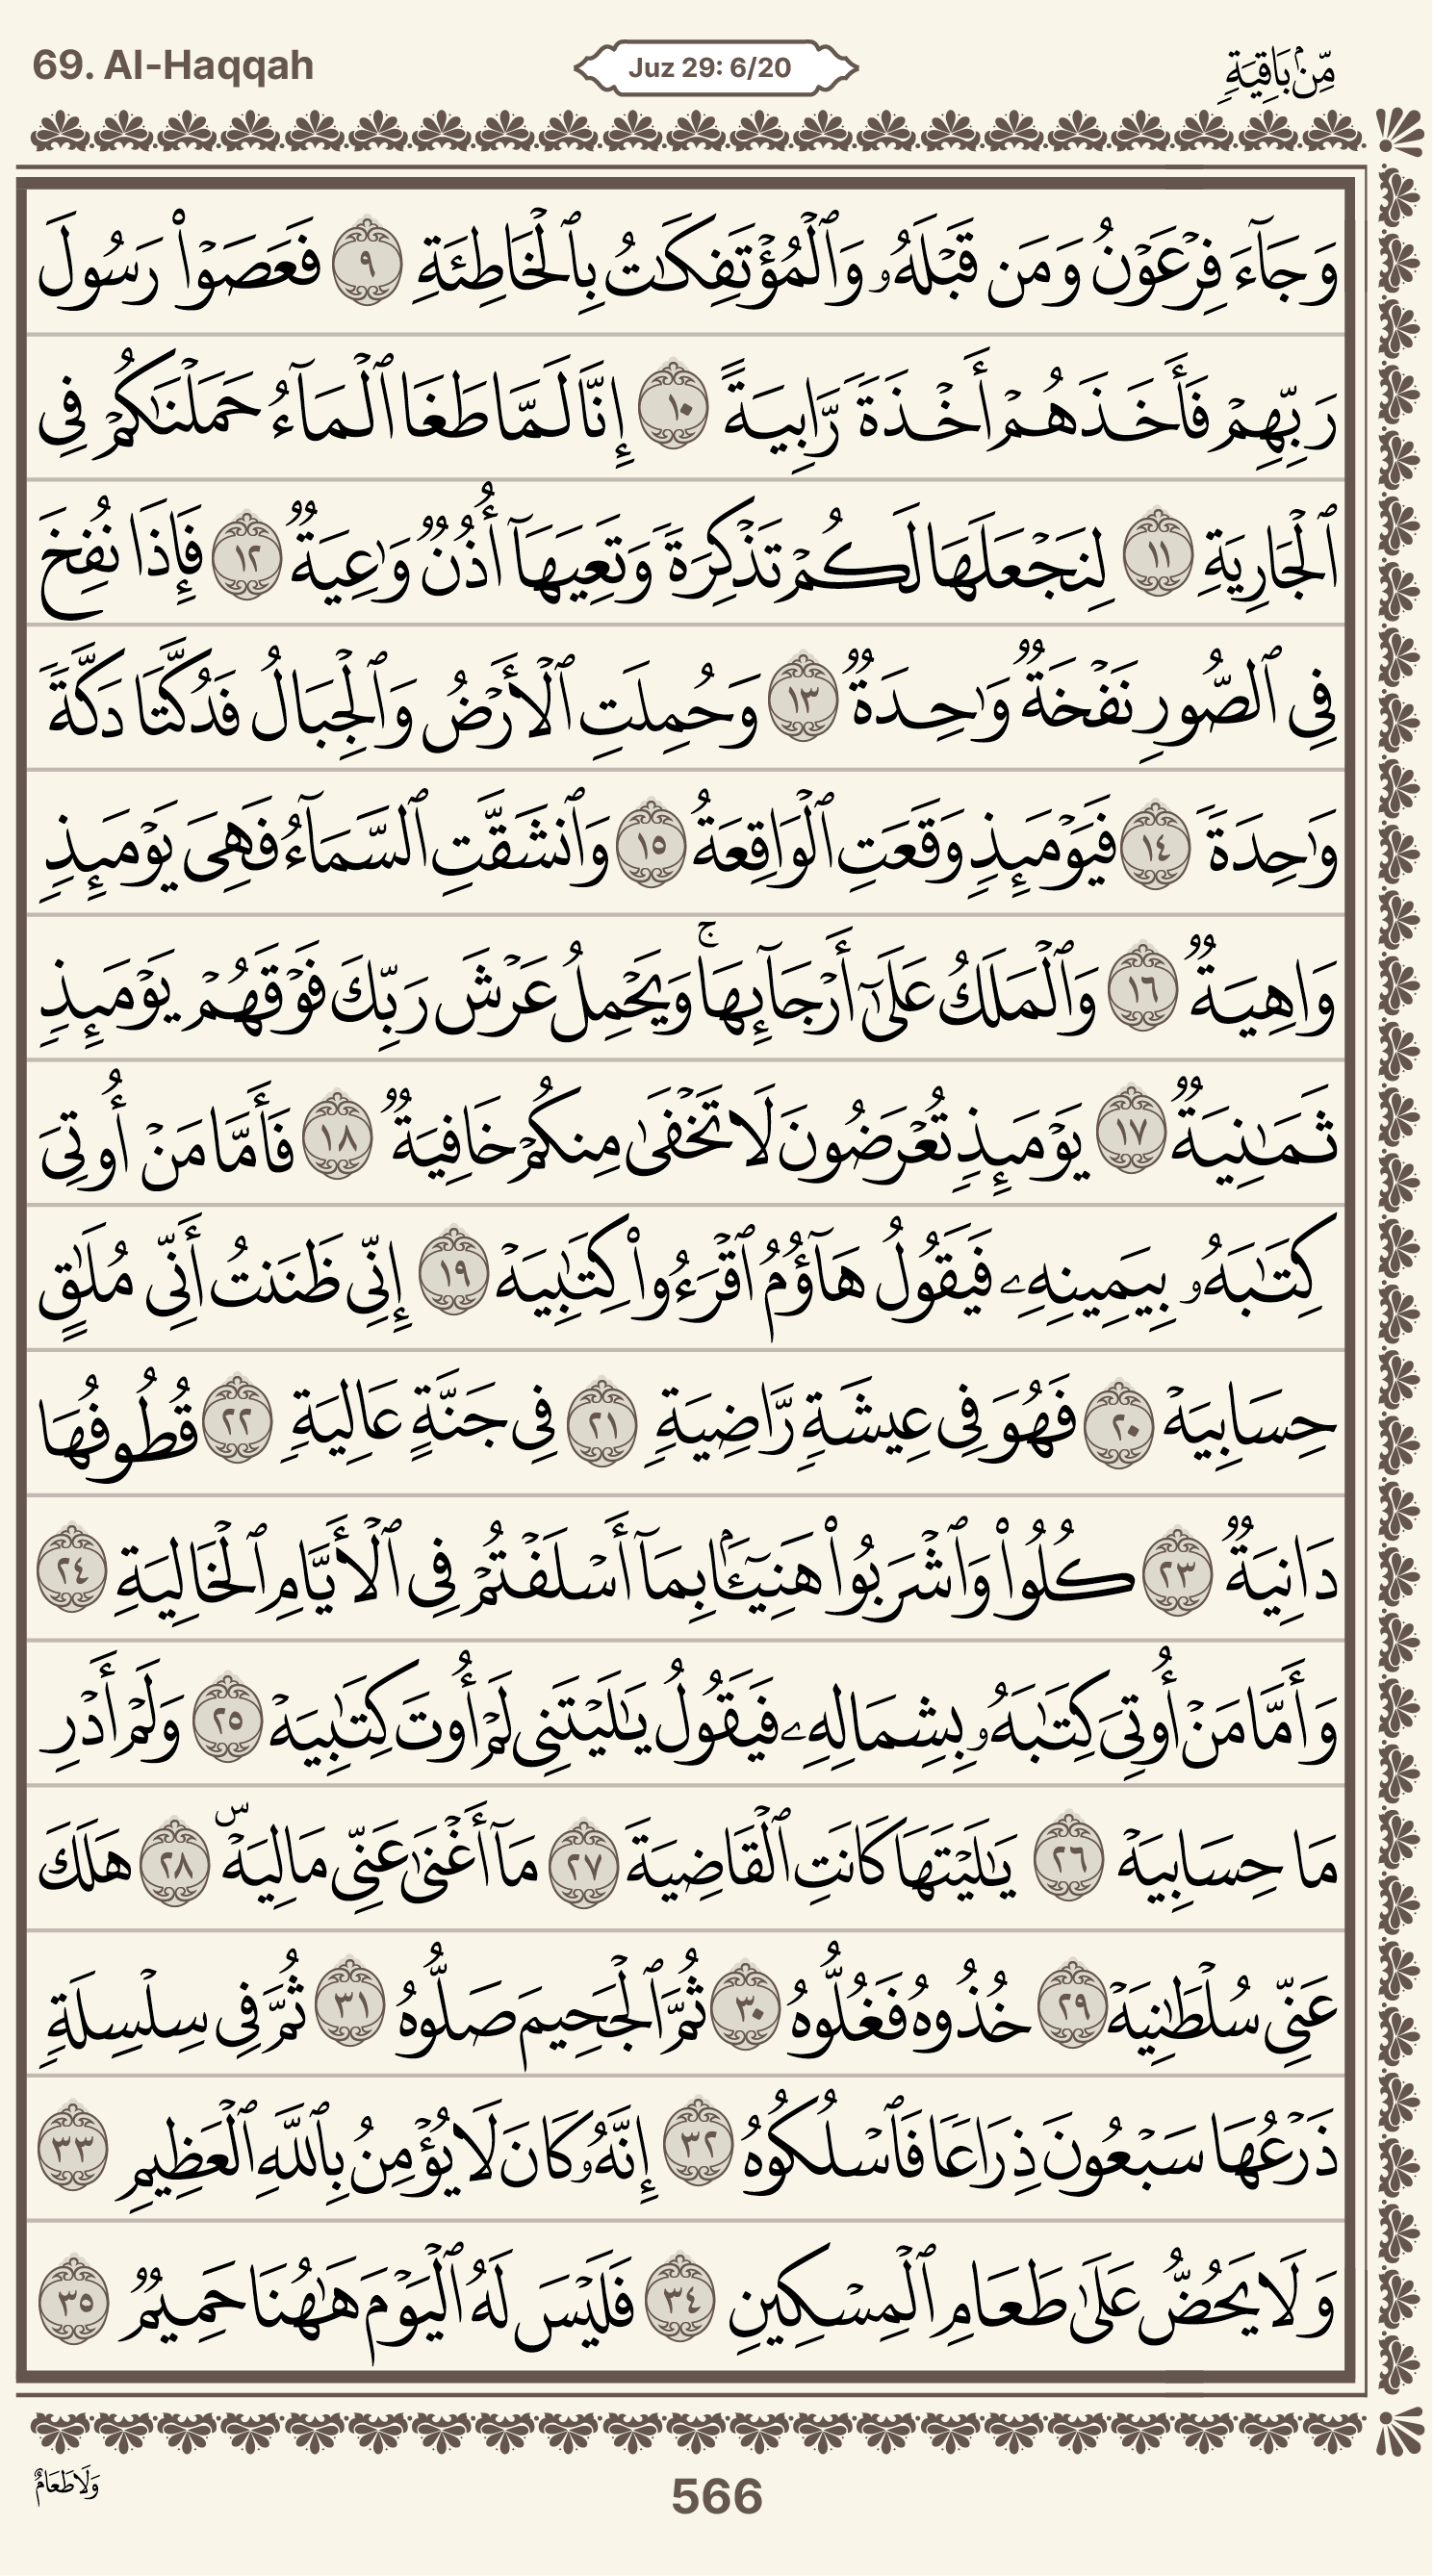 69. Al-Haqqah
Juz 29: 6/20
مِّنۢ بَاقِيَةٖ
وَجَآءَ فِرۡعَوۡنُ وَمَن قَبۡلَهُۥ وَٱلۡمُؤۡتَفِكَٰتُ بِٱلۡخَاطِئَةِ ٩ فَعَصَوۡاْ رَسُولَ
رَبِّهِمۡ فَأَخَذَهُمۡ أَخۡذَةٗ رَّابِيَةً ١٠ إِنَّا لَمَّا طَغَا ٱلۡمَآءُ حَمَلۡنَٰكُمۡ فِي
ٱلۡجَارِيَةِ ١١ لِنَجۡعَلَهَا لَكُمۡ تَذۡكِرَةٗ وَتَعِيَهَآ أُذُنٞ وَٰعِيَةٞ ١٢ فَإِذَا نُفِخَ
فِي ٱلصُّورِ نَفۡخَةٞ وَٰحِدَةٞ ١٣ وَحُمِلَتِ ٱلۡأَرۡضُ وَٱلۡجِبَالُ فَدُكَّتَا دَكَّةٗ
وَٰحِدَةٗ ١٤ فَيَوۡمَئِذٖ وَقَعَتِ ٱلۡوَاقِعَةُ ١٥ وَٱنشَقَّتِ ٱلسَّمَآءُ فَهِيَ يَوۡمَئِذٖ
وَاهِيَةٞ ١٦ وَٱلۡمَلَكُ عَلَىٰٓ أَرۡجَآئِهَاۚ وَيَحۡمِلُ عَرۡشَ رَبِّكَ فَوۡقَهُمۡ يَوۡمَئِذٖ
ثَمَٰنِيَةٞ ١٧ يَوۡمَئِذٖ تُعۡرَضُونَ لَا تَخۡفَىٰ مِنكُمۡ خَافِيَةٞ ١٨ فَأَمَّا مَنۡ أُوتِيَ
كِتَٰبَهُۥ بِيَمِينِهِۦ فَيَقُولُ هَآؤُمُ ٱقۡرَءُواْ كِتَٰبِيَهۡ ١٩ إِنِّي ظَنَنتُ أَنِّي مُلَٰقٍ
حِسَابِيَهۡ ٢٠ فَهُوَ فِي عِيشَةٖ رَّاضِيَةٖ ٢١ فِي جَنَّةٍ عَالِيَةٖ ٢٢ قُطُوفُهَا
دَانِيَةٞ ٢٣ كُلُواْ وَٱشۡرَبُواْ هَنِيٓـَٔۢا بِمَآ أَسۡلَفۡتُمۡ فِي ٱلۡأَيَّامِ ٱلۡخَالِيَةِ ٢٤
وَأَمَّا مَنۡ أُوتِيَ كِتَٰبَهُۥ بِشِمَالِهِۦ فَيَقُولُ يَٰلَيۡتَنِي لَمۡ أُوتَ كِتَٰبِيَهۡ ٢٥ وَلَمۡ أَدۡرِ
مَا حِسَابِيَهۡ ٢٦ يَٰلَيۡتَهَا كَانَتِ ٱلۡقَاضِيَةَ ٢٧ مَآ أَغۡنَىٰ عَنِّي مَالِيَهۡۜ ٢٨ هَلَكَ
عَنِّي سُلۡطَٰنِيَهۡ ٢٩ خُذُوهُ فَغُلُّوهُ ٣٠ ثُمَّ ٱلۡجَحِيمَ صَلُّوهُ ٣١ ثُمَّ فِي سِلۡسِلَةٖ
ذَرۡعُهَا سَبۡعُونَ ذِرَاعٗا فَٱسۡلُكُوهُ ٣٢ إِنَّهُۥ كَانَ لَا يُؤۡمِنُ بِٱللَّهِ ٱلۡعَظِيمِ ٣٣
وَلَا يَحُضُّ عَلَىٰ طَعَامِ ٱلۡمِسۡكِينِ ٣٤ فَلَيۡسَ لَهُ ٱلۡيَوۡمَ هَٰهُنَا حَمِيمٞ ٣٥
وَلَا طَعَامٌ
566